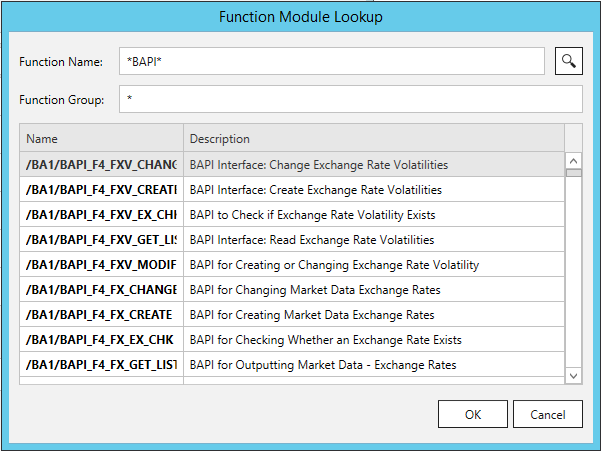 Function Module Lookup
Function Name: *BAPI*
Function Group: *
Name Description
/BA1/BAPI_F4_FXV_CHANG BAPI Interface: Change Exchange Rate Volatilities
/BA1/BAPI_F4_FXV_CREATE BAPI Interface: Create Exchange Rate Volatilities
/BA1/BAPI_F4_FXV_EX_CHK BAPI to Check if Exchange Rate Volatility Exists
/BA1/BAPI_F4_FXV_GET_LIS BAPI Interface: Read Exchange Rate Volatilities
/BA1/BAPI_F4_FXV_MODIF BAPI for Creating or Changing Exchange Rate Volatility
/BA1/BAPI_F4_FX_CHANGE BAPI for Changing Market Data Exchange Rates
/BA1/BAPI_F4_FX_CREATE BAPI for Creating Market Data Exchange Rates
/BA1/BAPI_F4_FX_EX_CHK BAPI for Checking Whether an Exchange Rate Exists
/BA1/BAPI_F4_FX_GET_LIST BAPI for Outputting Market Data - Exchange Rates
OK Cancel